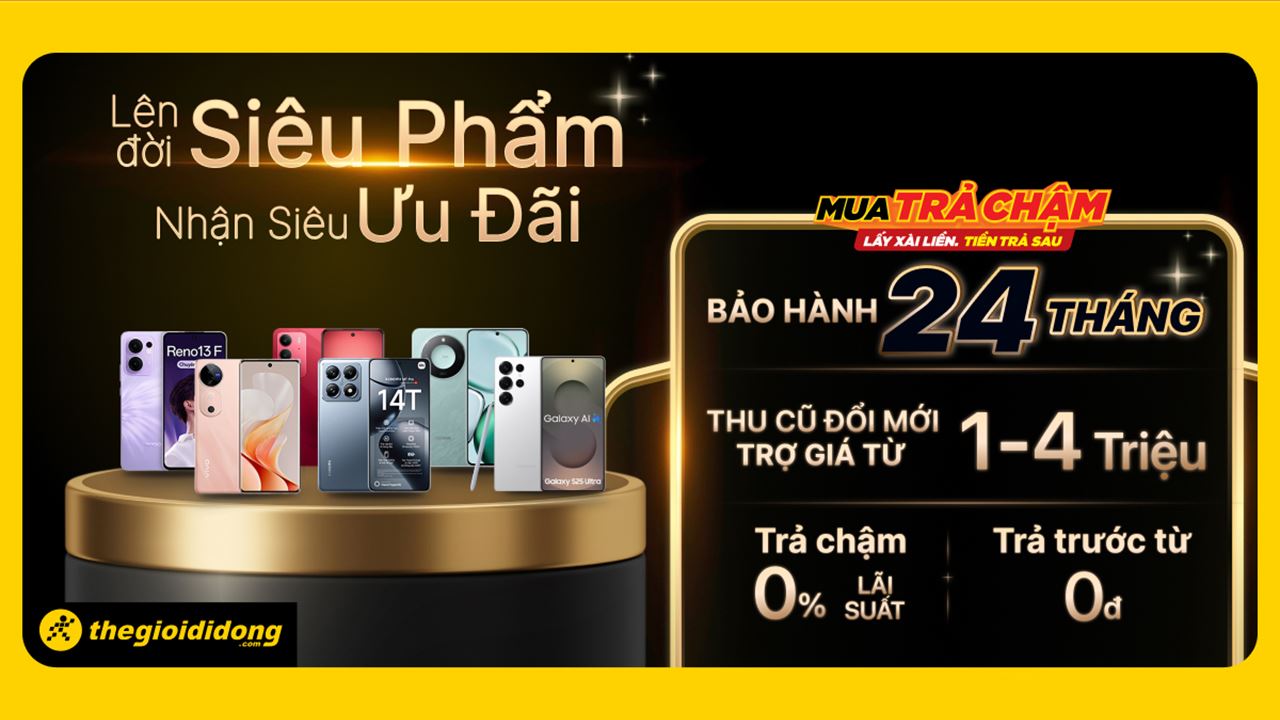 Lên đời Siêu Phẩm
Nhận Siêu Ưu Đãi
MUA TRẢ CHẬM
LẤY XÀI LIỀN. TIỀN TRẢ SAU
BẢO HÀNH 24 THÁNG
THU CŨ ĐỔI MỚI
TRỢ GIÁ TỪ
1-4 Triệu
Trả chậm
0% LÃI SUẤT
Trả trước từ
0đ
Reno13 F
vivo
14T
Galaxy AI
Galaxy S25 Ultra
thegioididong
.com